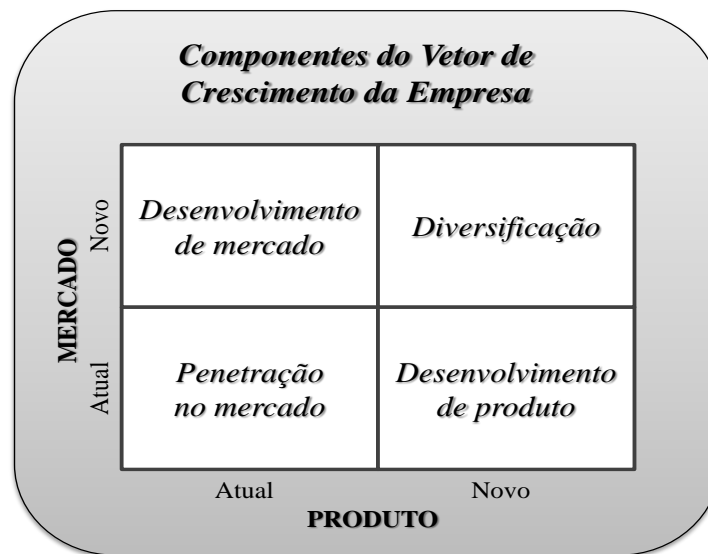 Componentes do Vetor de
Crescimento da Empresa
MERCADO
Novo
Desenvolvimento
de mercado
Diversificação
Atual
Penetração
no mercado
Desenvolvimento
de produto
Atual
Novo
PRODUTO